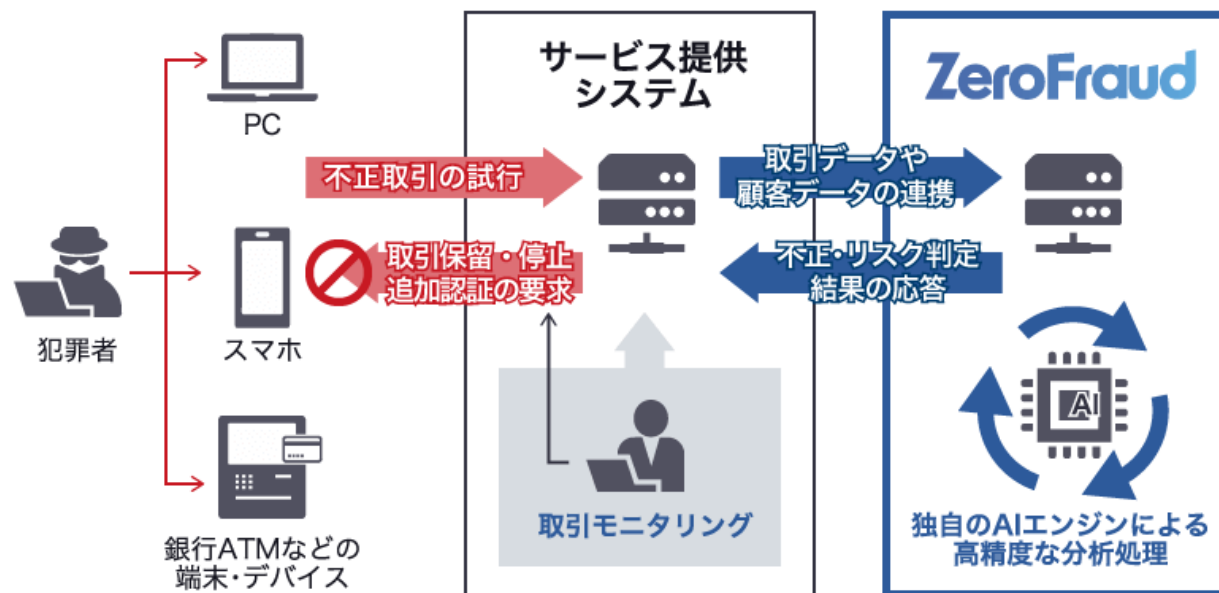 PC
スマホ
犯罪者
銀行ATMなどの
端末・デバイス
サービス提供
システム
不正取引の試行
取引保留・停止
追加認証の要求
取引モニタリング
取引データや
顧客データの連携
不正・リスク判定
結果の応答
ZeroFraud
AI
独自のAIエンジンによる
高精度な分析処理